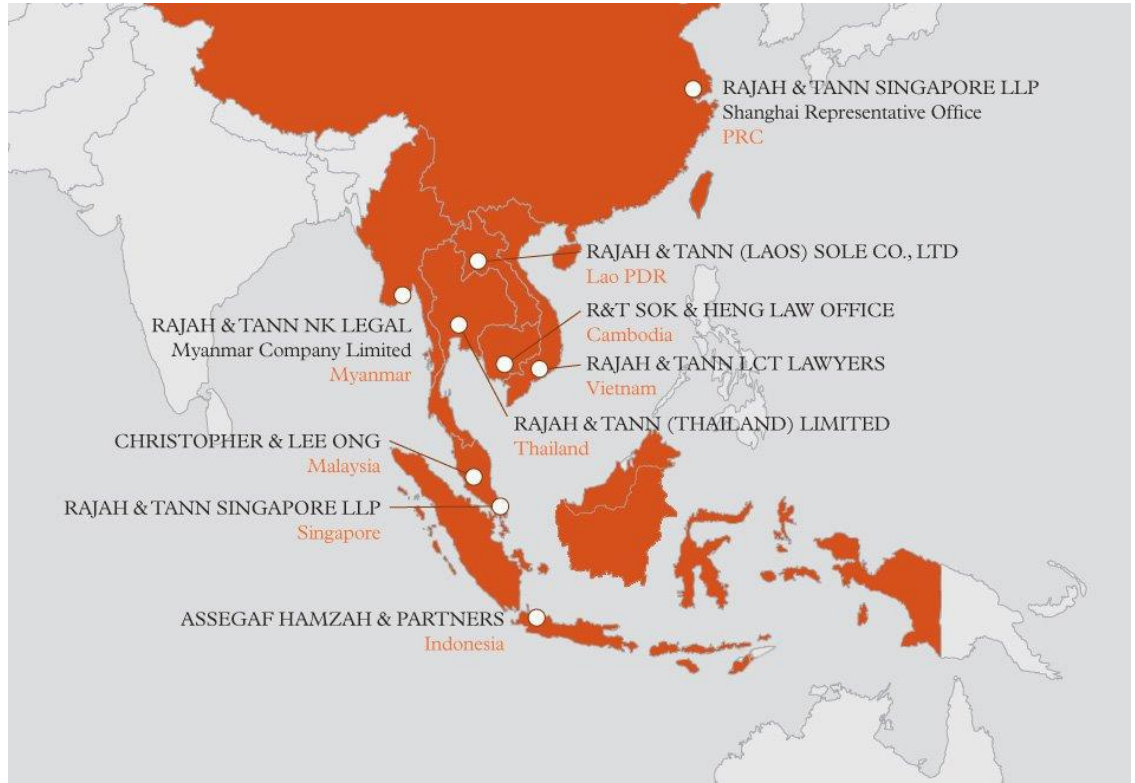 RAJAH & TANN SINGAPORE LLP
Shanghai Representative Office
PRC
RAJAH & TANN (LAOS) SOLE CO., LTD
Lao PDR
R&T SOK & HENG LAW OFFICE
Cambodia
RAJAH & TANN NK LEGAL
Myanmar Company Limited
Myanmar
RAJAH & TANN LCT LAWYERS
Vietnam
RAJAH & TANN (THAILAND) LIMITED
Thailand
CHRISTOPHER & LEE ONG
Malaysia
RAJAH & TANN SINGAPORE LLP
Singapore
ASSEGAF HAMZAH & PARTNERS
Indonesia